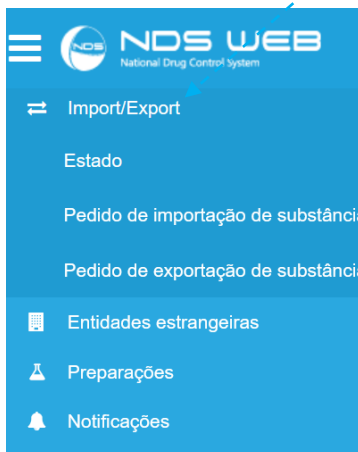 NDS
NDS WEB
National Drug Control System
Import/Export
Estado
Pedido de importação de substância
Pedido de exportação de substância
Entidades estrangeiras
Preparações
Notificações